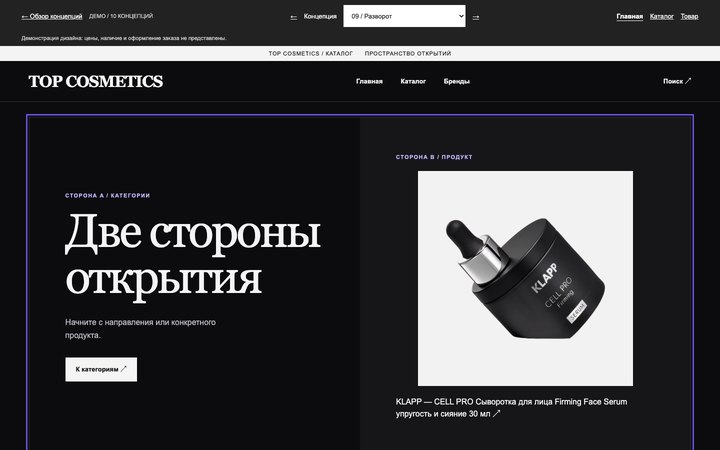 ← Обзор концепций ДЕМО / 10 КОНЦЕПЦИЙ ← Концепция 09 / Разворот → Главная Каталог Товар
Демонстрация дизайна: цены, наличие и оформление заказа не представлены.
TOP COSMETICS / КАТАЛОГ ПРОСТРАНСТВО ОТКРЫТИЙ
TOP COSMETICS Главная Каталог Бренды Поиск ↗
СТОРОНА A / КАТЕГОРИИ
Две стороны
открытия
Начните с направления или конкретного
продукта.
К категориям ↗
СТОРОНА B / ПРОДУКТ
KLAPP
CELL PRO
Firming
SERUM
KLAPP — CELL PRO Сыворотка для лица Firming Face Serum
упругость и сияние 30 мл ↗